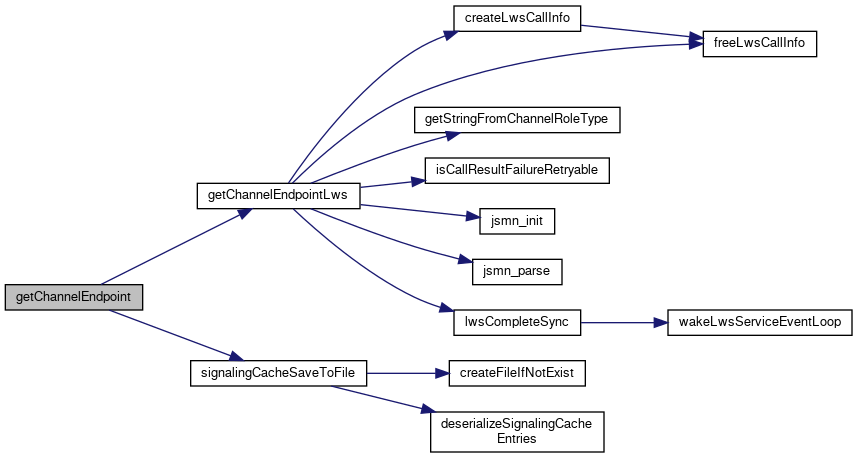 createLwsCallInfo
freeLwsCallInfo
getStringFromChannelRoleType
isCallResultFailureRetryable
getChannelEndpointLws
jsmn_init
jsmn_parse
getChannelEndpoint
lwsCompleteSync
wakeLwsServiceEventLoop
signalingCacheSaveToFile
createFileIfNotExist
deserializeSignalingCache
Entries